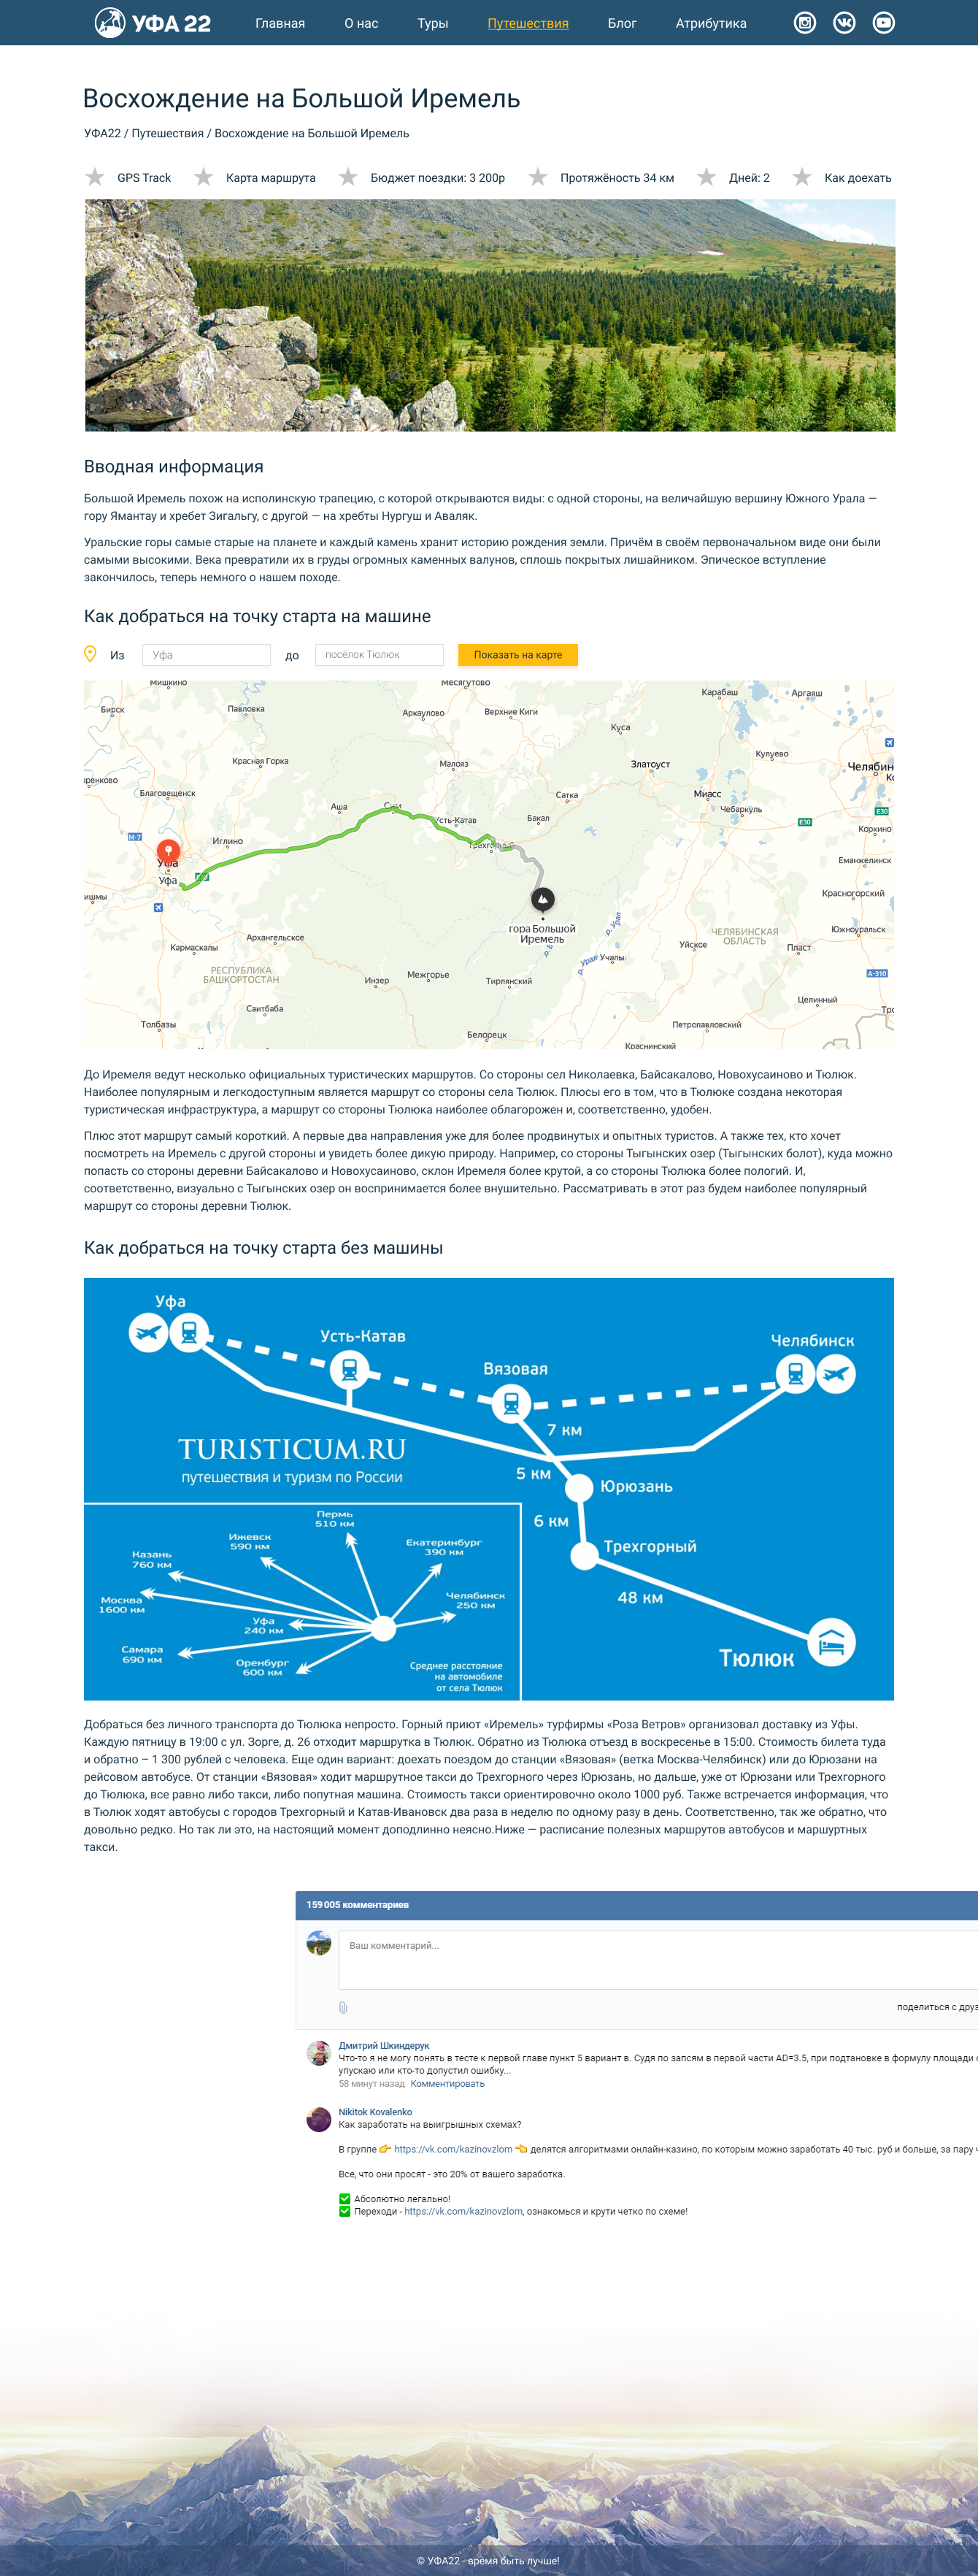 УФА 22
Главная О нас Туры Путешествия Блог Атрибутика
Восхождение на Большой Иремель
УФА22 / Путешествия / Восхождение на Большой Иремель
GPS Track Карта маршрута Бюджет поездки: 3 200р Протяжёность 34 км Дней: 2 Как доехать
Вводная информация
Большой Иремель похож на исполинскую трапецию, с которой открываются виды: с одной стороны, на величайшую вершину Южного Урала —
гору Ямантау и хребет Зигальгу, с другой — на хребты Нургуш и Аваляк.
Уральские горы самые старые на планете и каждый камень хранит историю рождения земли. Причём в своём первоначальном виде они были
самыми высокими. Века превратили их в груды огромных каменных валунов, сплошь покрытых лишайником. Эпическое вступление
закончилось, теперь немного о нашем походе.
Как добраться на точку старта на машине
Из Уфа до посёлок Тюлюк Показать на карте
Мишкино
Месягутово
Карабаш
Аргаяш
Бирск
Павловка
Аркаулово
Верхние Киги
Куса
Кулуево
Красная Горка
Малояз
Златоуст
Челябин
Благовещенск
Аша
Сатка
Миасс
Чебаркуль
E30
Усть-Катав
Бакал
E30
Коркино
М-7
Иглино
Еманжелинск
Уфа
Уфа
Красногорский
гора Большой
Иремель
р. Урал
ЧЕЛЯБИНСКАЯ
ОБЛАСТЬ
Южноуральск
Архангельское
Кармаскалы
Уйское
Пласт
р. Урал
Учалы
РЕСПУБЛИКА
БАШКОРТОСТАН
Инзер
Межгорье
Тирлянский
А-310
Саитбаба
Целинный
Толбазы
Белорецк
Петропавловский
Краснинский
До Иремеля ведут несколько официальных туристических маршрутов. Со стороны сел Николаевка, Байсакалово, Новохусаиново и Тюлюк.
Наиболее популярным и легкодоступным является маршрут со стороны села Тюлюк. Плюсы его в том, что в Тюлюке создана некоторая
туристическая инфраструктура, а маршрут со стороны Тюлюка наиболее облагорожен и, соответственно, удобен.
Плюс этот маршрут самый короткий. А первые два направления уже для более продвинутых и опытных туристов. А также тех, кто хочет
посмотреть на Иремель с другой стороны и увидеть более дикую природу. Например, со стороны Тыгынских озер (Тыгынских болот), куда можно
попасть со стороны деревни Байсакалово и Новохусаиново, склон Иремеля более крутой, а со стороны Тюлюка более пологий. И,
соответственно, визуально с Тыгынских озер он воспринимается более внушительно. Рассматривать в этот раз будем наиболее популярный
маршрут со стороны деревни Тюлюк.
Как добраться на точку старта без машины
Уфа
Усть-Катав
Вязовая
Челябинск
7 км
TURISTICUM.RU
путешествия и туризм по России
5 км
Юрюзань
6 км
Трехгорный
48 км
Тюлюк
Пермь
510 км
Ижевск
590 км
Екатеринбург
390 км
Казань
760 км
Челябинск
250 км
Москва
1600 км
Уфа
240 км
Самара
690 км
Оренбург
600 км
Среднее расстояние
на автомобиле
от села Тюлюк
Добраться без личного транспорта до Тюлюка непросто. Горный приют «Иремель» турфирмы «Роза Ветров» организовал доставку из Уфы.
Каждую пятницу в 19:00 с ул. Зорге, д. 26 отходит маршрутка в Тюлюк. Обратно из Тюлюка отъезд в воскресенье в 15:00. Стоимость билета туда
и обратно – 1 300 рублей с человека. Еще один вариант: доехать поездом до станции «Вязовая» (ветка Москва-Челябинск) или до Юрюзани на
рейсовом автобусе. От станции «Вязовая» ходит маршрутное такси до Трехгорного через Юрюзань, но дальше, уже от Юрюзани или Трехгорного
до Тюлюка, все равно либо такси, либо попутная машина. Стоимость такси ориентировочно около 1000 руб. Также встречается информация, что
в Тюлюк ходят автобусы с городов Трехгорный и Катав-Ивановск два раза в неделю по одному разу в день. Соответственно, так же обратно, что
довольно редко. Но так ли это, на настоящий момент доподлинно неясно.Ниже — расписание полезных маршрутов автобусов и маршуртных
такси.
159 005 комментариев
Ваш комментарий...
поделиться с друз
Дмитрий Шкиндерук
Что-то я не могу понять в тесте к первой главе пункт 5 вариант в. Судя по запсям в первой части AD=3.5, при подтановке в формулу площади
упускаю или кто-то допустил ошибку...
58 минут назад Комментировать
Nikitok Kovalenko
Как заработать на выигрышных схемах?
В группе 👉 https://vk.com/kazinovzlom 👈 делятся алгоритмами онлайн-казино, по которым можно заработать 40 тыс. руб и больше, за пару
Все, что они просят - это 20% от вашего заработка.
✅ Абсолютно легально!
✅ Переходи - https://vk.com/kazinovzlom, ознакомься и крути четко по схеме!
© УФА22 - время быть лучше!